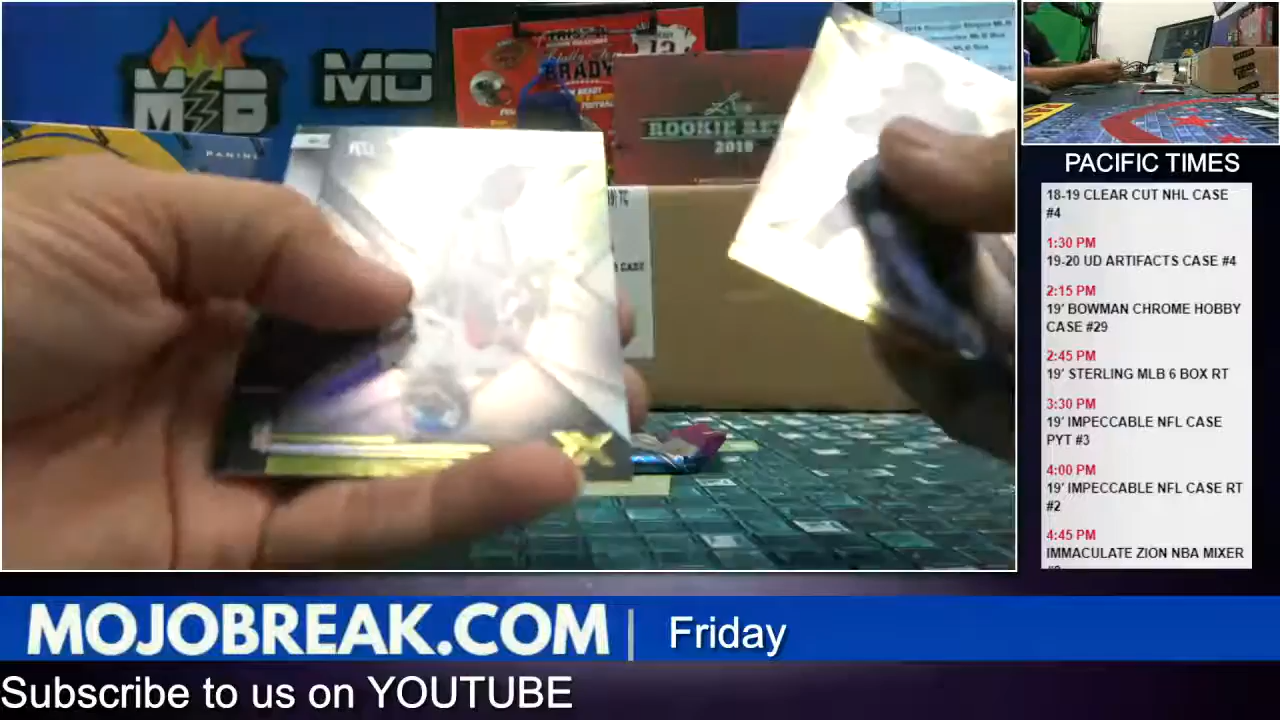 M B
MO
BRADY
PANINI
ROOKIE
2019
CASE
PACIFIC TIMES
18-19 CLEAR CUT NHL CASE
#4
1:30 PM
19-20 UD ARTIFACTS CASE #4
2:15 PM
19' BOWMAN CHROME HOBBY
CASE #29
2:45 PM
19' STERLING MLB 6 BOX RT
3:30 PM
19' IMPECCABLE NFL CASE
PYT #3
4:00 PM
19' IMPECCABLE NFL CASE RT
#2
4:45 PM
IMMACULATE ZION NBA MIXER
MOJOBREAK.COM | Friday
Subscribe to us on YOUTUBE